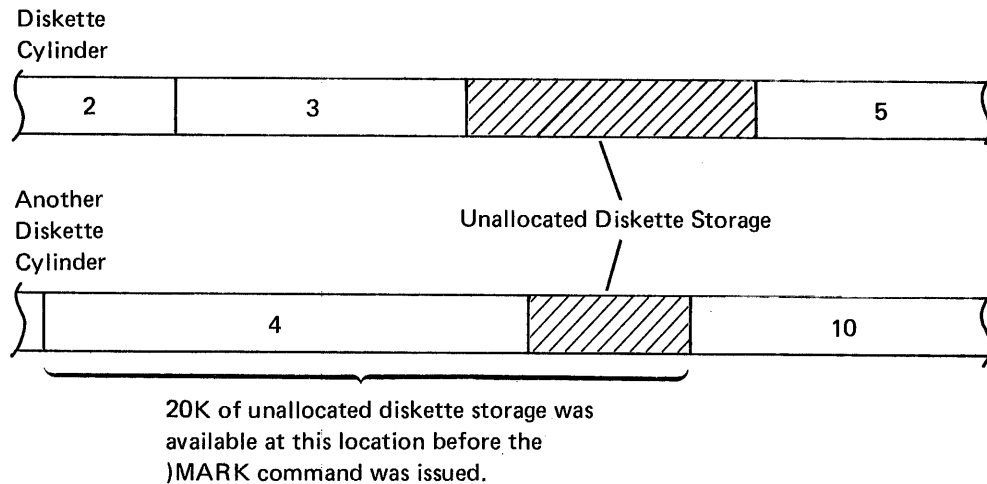 Diskette
Cylinder
2 3 5
Another
Diskette
Cylinder
Unallocated Diskette Storage
4 10
20K of unallocated diskette storage was
available at this location before the
)MARK command was issued.